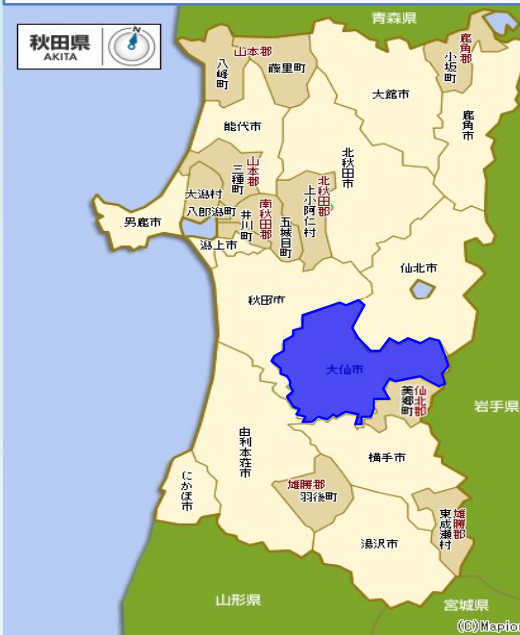 青森県
秋田県
AKITA
山本郡
八峰町
藤里町
鹿角郡
小坂町
大館市
鹿角市
能代市
北秋田市
山本郡
三種町
大潟村
北秋田郡
上小阿仁村
八郎潟町
南秋田郡
井川町
五城目町
男鹿市
潟上市
仙北市
秋田市
大仙市
仙北郡
美郷町
岩手県
由利本荘市
横手市
にかほ市
雄勝郡
羽後町
雄勝郡
東成瀬村
湯沢市
山形県
宮城県
(C)Mapion